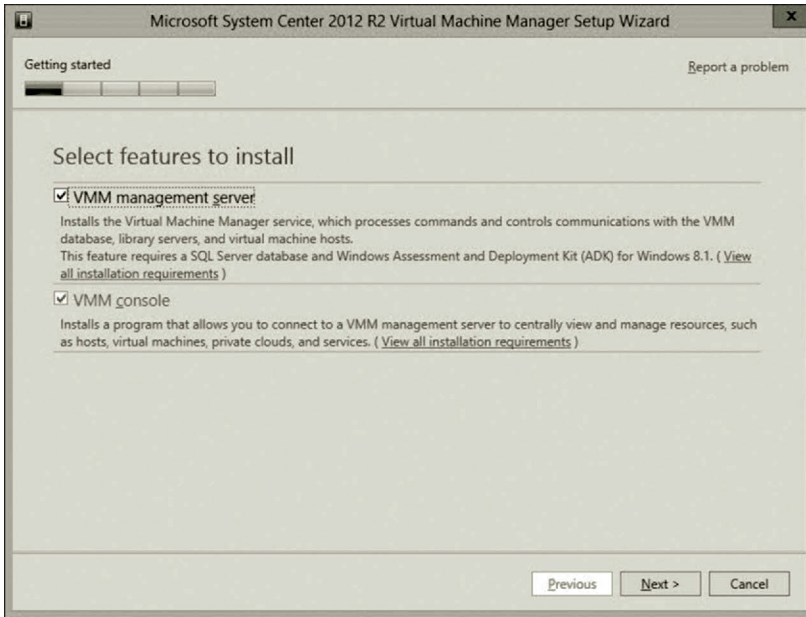 Microsoft System Center 2012 R2 Virtual Machine Manager Setup Wizard
x
Getting started
Report a problem
Select features to install
VMM management server
Installs the Virtual Machine Manager service, which processes commands and controls communications with the VMM
database, library servers, and virtual machine hosts.
This feature requires a SQL Server database and Windows Assessment and Deployment Kit (ADK) for Windows 8.1. ( View
all installation requirements )
VMM console
Installs a program that allows you to connect to a VMM management server to centrally view and manage resources, such
as hosts, virtual machines, private clouds, and services. ( View all installation requirements )
Previous
Next >
Cancel